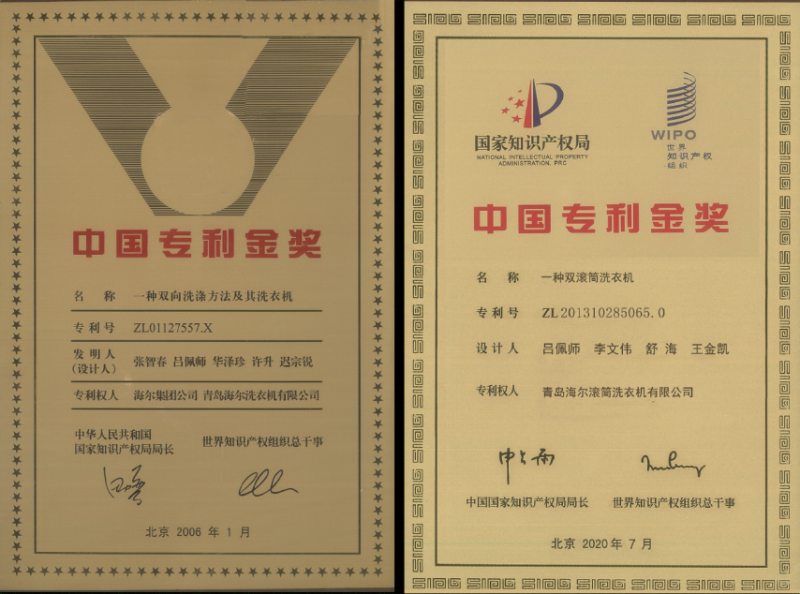 中国专利金奖
名 称 一种双向洗涤方法及其洗衣机
专利号 ZL01127557.X
发明人
(设计人) 张智春 吕佩师 华泽珍 许升 迟宗锐
专利权人 海尔集团公司 青岛海尔洗衣机有限公司
中华人民共和国
国家知识产权局局长 世界知识产权组织总干事
北京 2006 年 1 月
国家知识产权局
NATIONAL INTELLECTUAL PROPERTY
ADMINISTRATION, PRC
WIPO
世界
知识产权
组织
中国专利金奖
名 称 一种双滚筒洗衣机
专利号 ZL201310285065.0
设计人 吕佩师 李文伟 舒海 王金凯
专利权人 青岛海尔滚筒洗衣机有限公司
申长雨
中国国家知识产权局局长 世界知识产权组织总干事
北京 2020 年 7 月